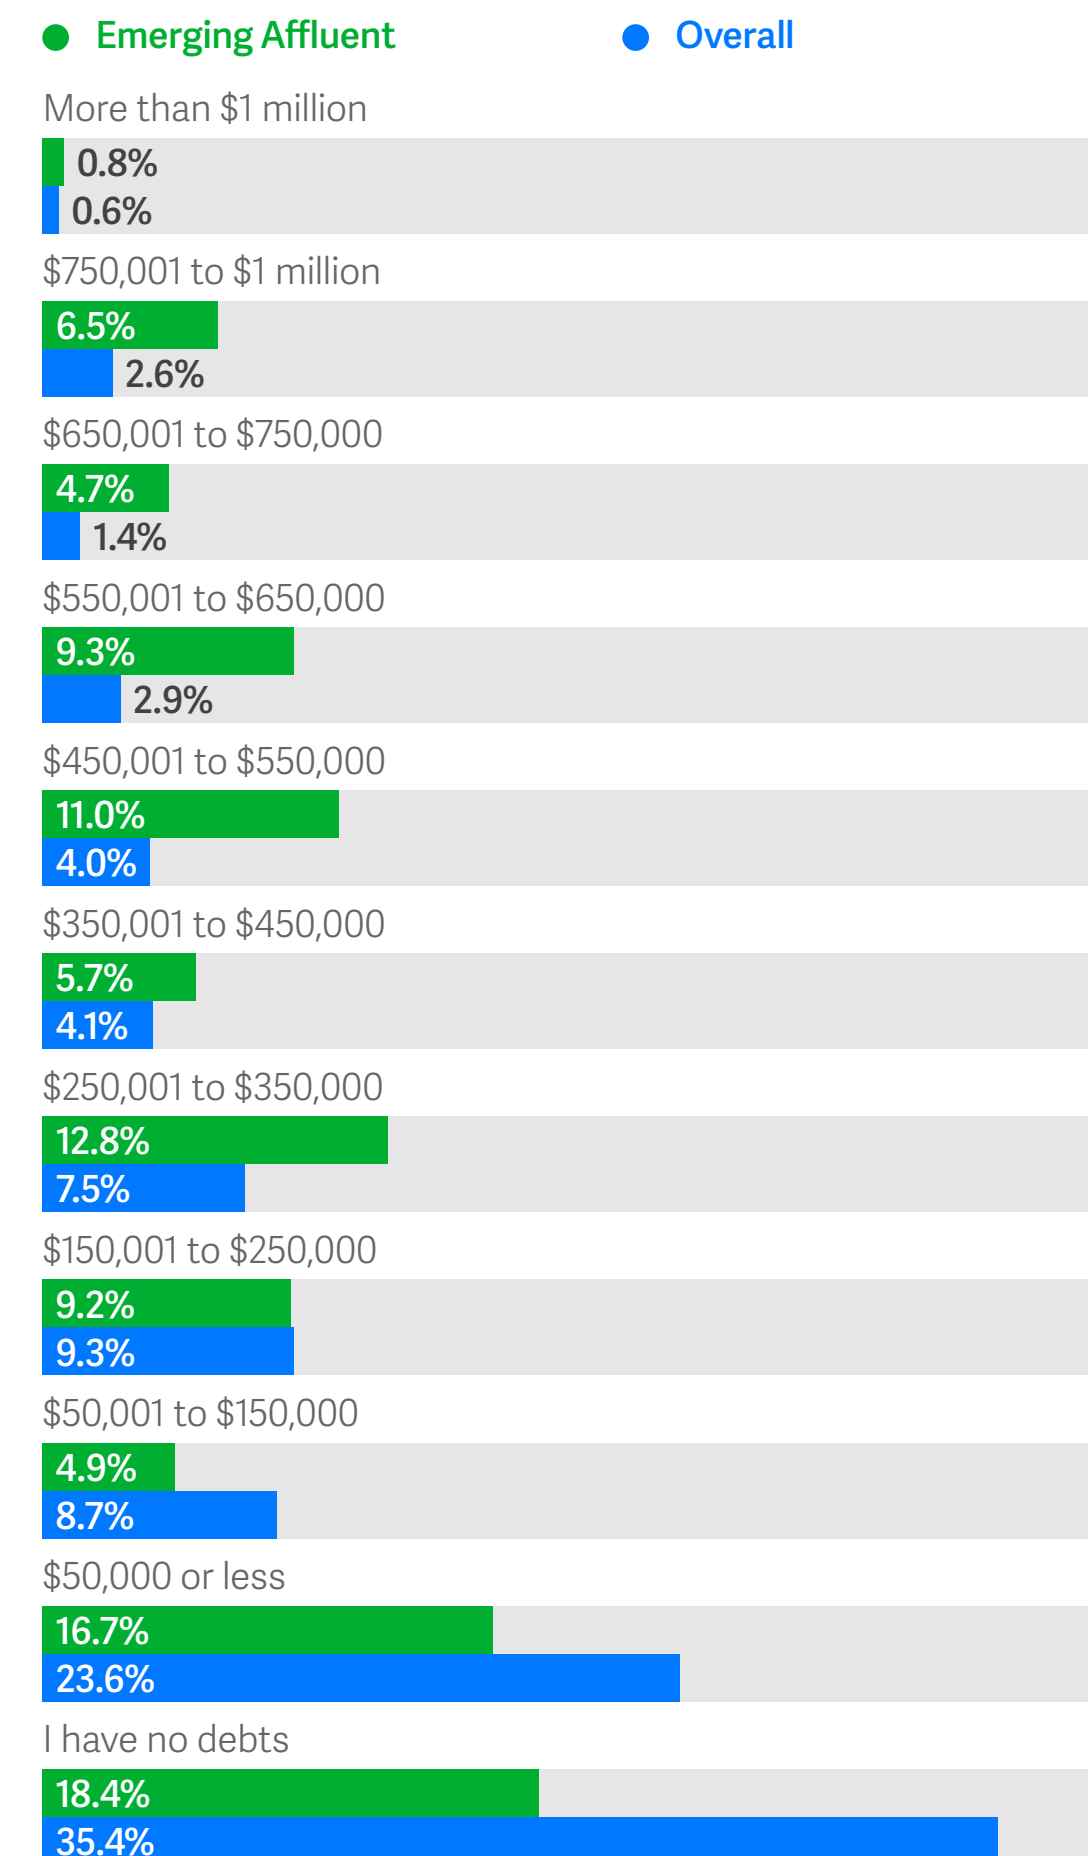 Emerging Affluent Overall
More than $1 million
0.8%
0.6%
$750,001 to $1 million
6.5%
2.6%
$650,001 to $750,000
4.7%
1.4%
$550,001 to $650,000
9.3%
2.9%
$450,001 to $550,000
11.0%
4.0%
$350,001 to $450,000
5.7%
4.1%
$250,001 to $350,000
12.8%
7.5%
$150,001 to $250,000
9.2%
9.3%
$50,001 to $150,000
4.9%
8.7%
$50,000 or less
16.7%
23.6%
I have no debts
18.4%
35.4%